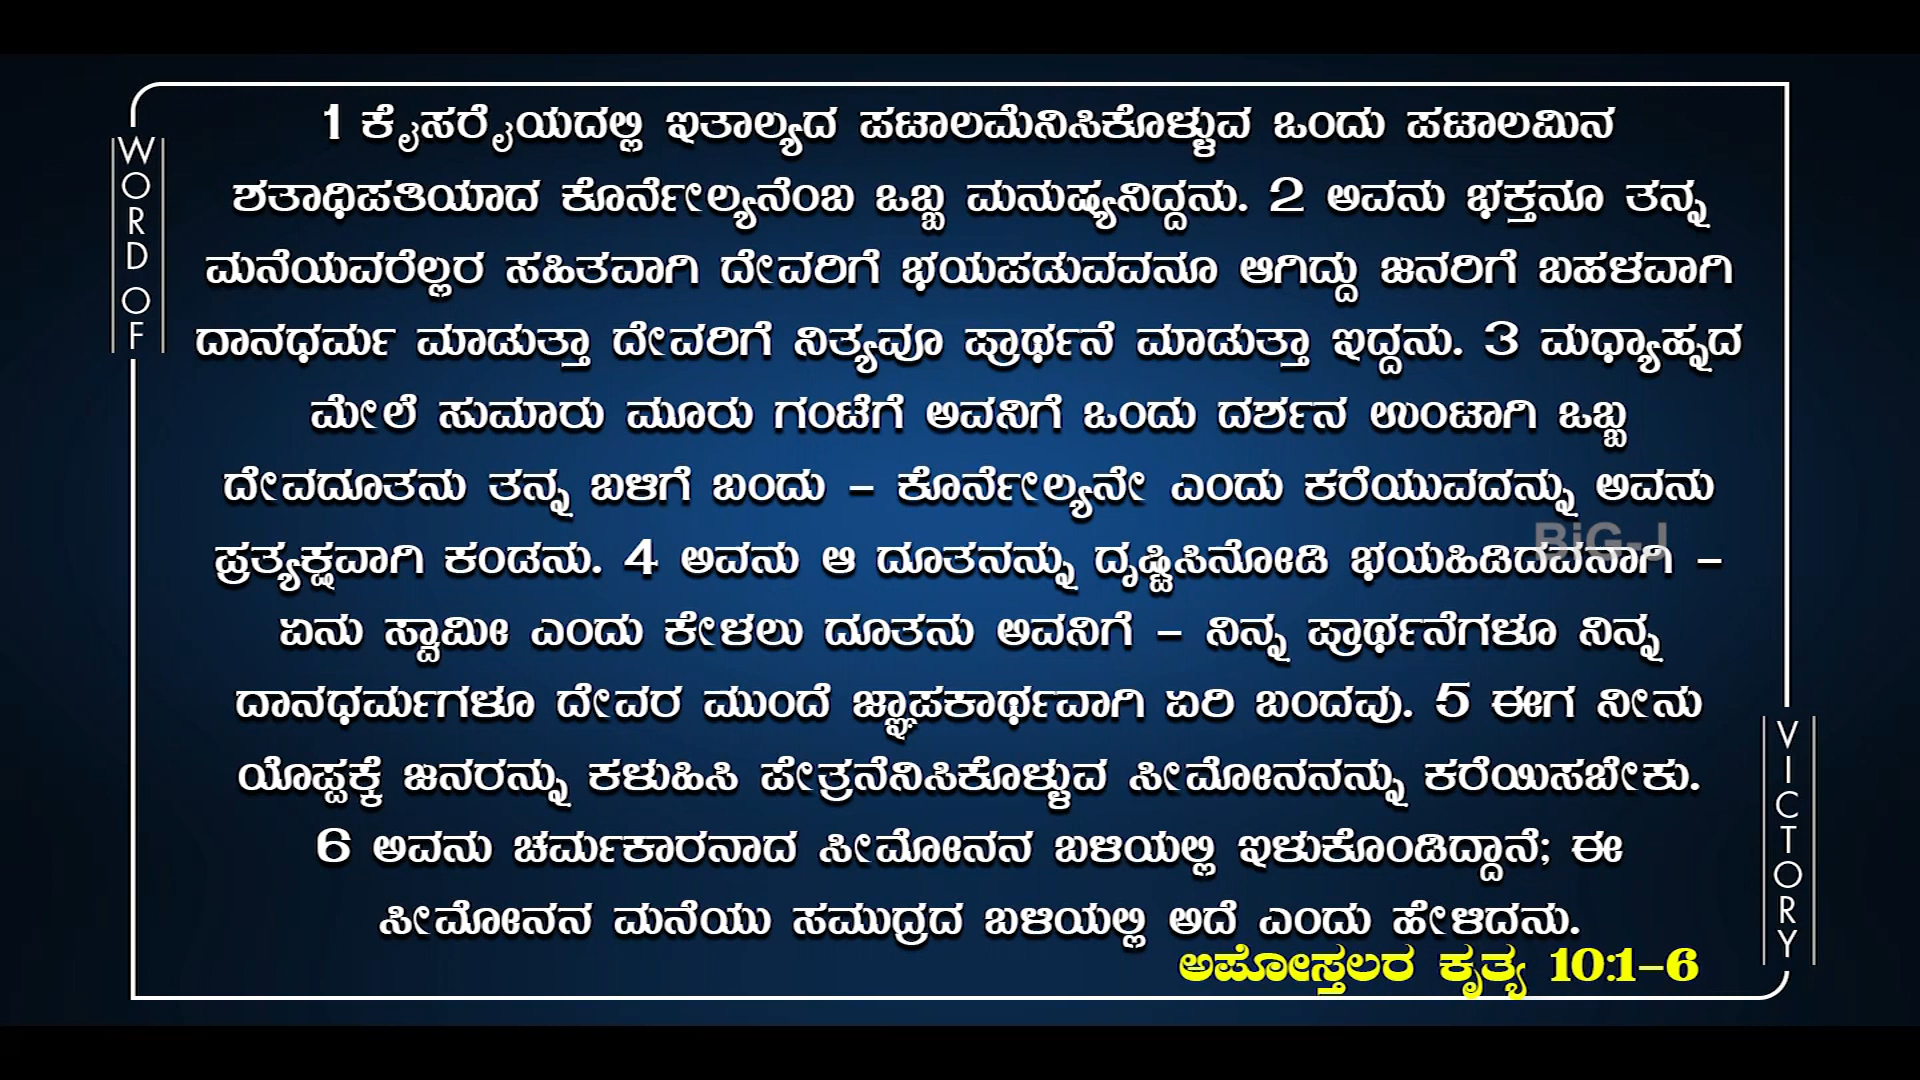 WORD OF
1 ಕೈಸರೈಯದಲ್ಲಿ ಇತಾಲ್ಯದ ಪಟಾಲಮೆನಿಸಿಕೊಳ್ಳುವ ಒಂದು ಪಟಾಲಮಿನ
ಶತಾಧಿಪತಿಯಾದ ಕೊರ್ನೇಲ್ಯನೆಂಬ ಒಬ್ಬ ಮನುಷ್ಯನಿದ್ದನು. 2 ಅವನು ಭಕ್ತನೂ ತನ್ನ
ಮನೆಯವರೆಲ್ಲರ ಸಹಿತವಾಗಿ ದೇವರಿಗೆ ಭಯಪಡುವವನೂ ಆಗಿದ್ದು ಜನರಿಗೆ ಬಹಳವಾಗಿ
ದಾನಧರ್ಮ ಮಾಡುತ್ತಾ ದೇವರಿಗೆ ನಿತ್ಯವೂ ಪ್ರಾರ್ಥನೆ ಮಾಡುತ್ತಾ ಇದ್ದನು. 3 ಮಧ್ಯಾಹ್ನದ
ಮೇಲೆ ಸುಮಾರು ಮೂರು ಗಂಟೆಗೆ ಅವನಿಗೆ ಒಂದು ದರ್ಶನ ಉಂಟಾಗಿ ಒಬ್ಬ
ದೇವದೂತನು ತನ್ನ ಬಳಿಗೆ ಬಂದು – ಕೊರ್ನೇಲ್ಯನೇ ಎಂದು ಕರೆಯುವದನ್ನು ಅವನು
ಪ್ರತ್ಯಕ್ಷವಾಗಿ ಕಂಡನು. 4 ಅವನು ಆ ದೂತನನ್ನು ದೃಷ್ಟಿಸಿನೋಡಿ ಭಯಹಿಡಿದವನಾಗಿ –
ಏನು ಸ್ವಾಮೀ ಎಂದು ಕೇಳಲು ದೂತನು ಅವನಿಗೆ – ನಿನ್ನ ಪ್ರಾರ್ಥನೆಗಳೂ ನಿನ್ನ
ದಾನಧರ್ಮಗಳೂ ದೇವರ ಮುಂದೆ ಜ್ಞಾಪಕಾರ್ಥವಾಗಿ ಏರಿ ಬಂದವು. 5 ಈಗ ನೀನು
ಯೊಪ್ಪಕ್ಕೆ ಜನರನ್ನು ಕಳುಹಿಸಿ ಪೇತ್ರನೆನಿಸಿಕೊಳ್ಳುವ ಸೀಮೋನನನ್ನು ಕರೆಯಿಸಬೇಕು.
6 ಅವನು ಚರ್ಮಕಾರನಾದ ಸೀಮೋನನ ಬಳಿಯಲ್ಲಿ ಇಳುಕೊಂಡಿದ್ದಾನೆ; ಈ
ಸೀಮೋನನ ಮನೆಯು ಸಮುದ್ರದ ಬಳಿಯಲ್ಲಿ ಅದೆ ಎಂದು ಹೇಳಿದನು.
ಅಪೋಸ್ತಲರ ಕೃತ್ಯ 10:1-6
BiG-J
VICTORY